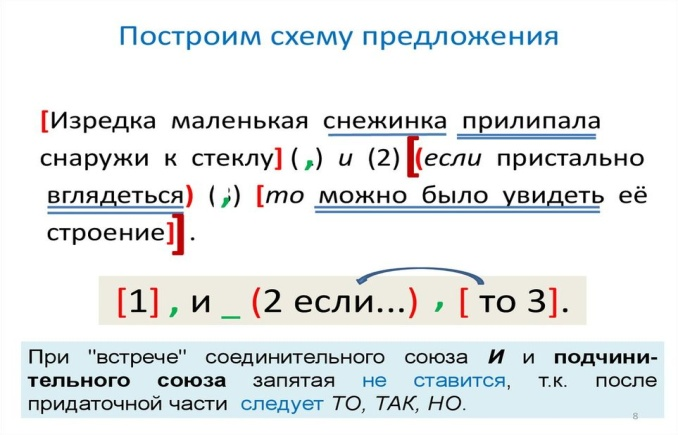 Построим схему предложения
[Изредка маленькая снежинка прилипала
снаружи к стеклу] (,) и (2) [(если пристально
вглядеться) (,) [то можно было увидеть её
строение]].
[1] , и _ (2 если...) , [ то 3].
При "встрече" соединительного союза И и подчини-
тельного союза запятая не ставится, т.к. после
придаточной части следует ТО, ТАК, НО.
8